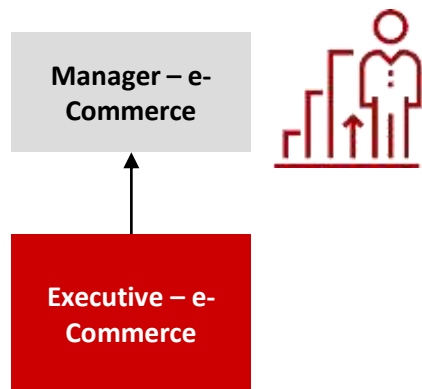 Manager – e-
Commerce
Executive – e-
Commerce